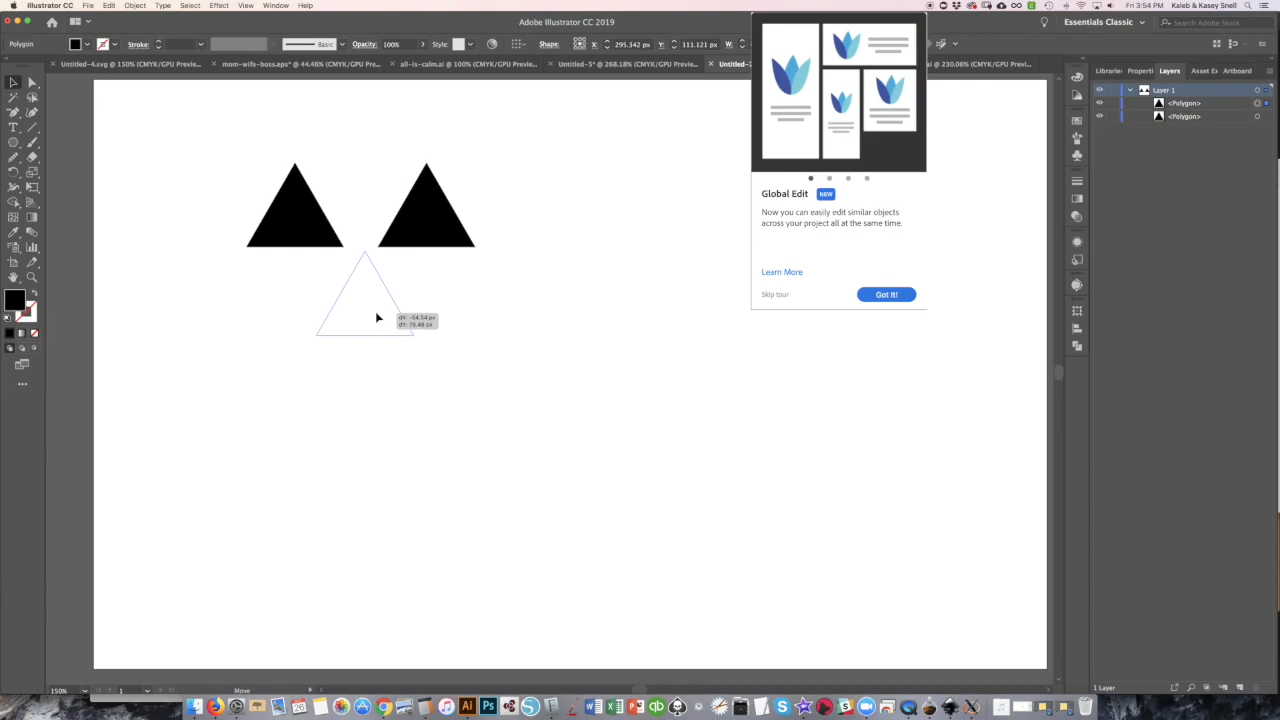 Illustrator CC File Edit Object Type Select Effect View Window Help
Fri 3:54 PM Kaleb & Kasey Snell
Adobe Illustrator CC 2019
Essentials Classic
Search Adobe Stock
Polygon Stroke: Basic Opacity: 100% Style: Shape: X: 295.342 px Y: 111.121 px W:
× Untitled-4.svg @ 150% (CMYK/GPU Previe... × mom-wife-boss.eps* @ 44.46% (CMYK/GPU Pre... × all-is-calm.ai @ 100% (CMYK/GPU Previe... × Untitled-5* @ 268.18% (CMYK/GPU Previe... × Untitled-7 ai @ 230.06% (CMYK/GPU Previe...
Librarie: Properti Layers Asset Ex Artboard
Layer 1
<Polygon>
<Polygon>
Global Edit NEW
Now you can easily edit similar objects
across your project all at the same time.
Learn More
Skip tour Got It!
dX: -54.54 px
dY: 78.48 px
150% 1 Move
1 Layer